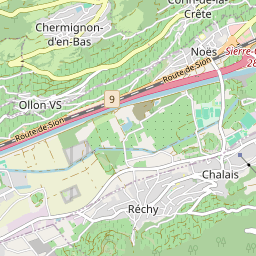 Corin-de-la-
Crête
Chermignon-
d'en-Bas
Noës
Sierre-
Route de Sion
28
Ollon VS
9
Route de Sion
Chalais
Réchy